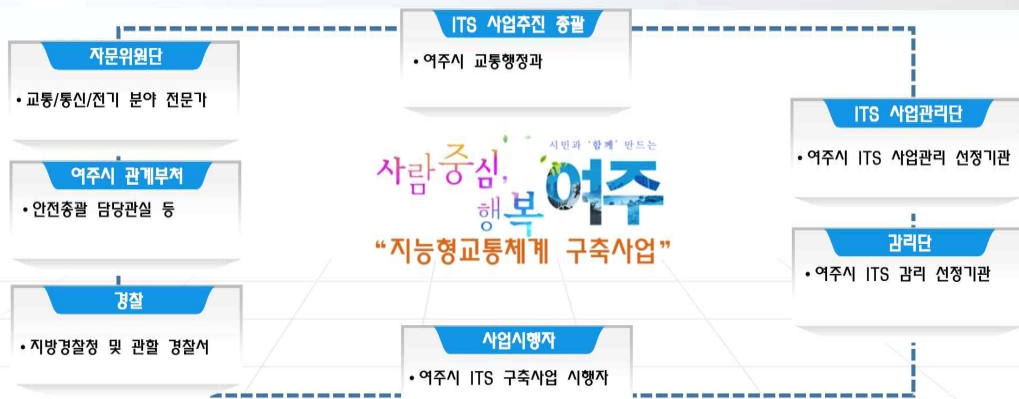 ITS 사업추진 총괄
• 여주시 교통행정과
자문위원단
• 교통/통신/전기 분야 전문가
여주시 관계부처
• 안전총괄 담당관실 등
경찰
• 지방경찰청 및 관할 경찰서
시민과 '함께' 만드는
사람중심,
행복 여주
“지능형교통체계 구축사업”
ITS 사업관리단
• 여주시 ITS 사업관리 선정기관
감리단
• 여주시 ITS 감리 선정기관
사업시행자
• 여주시 ITS 구축사업 시행자